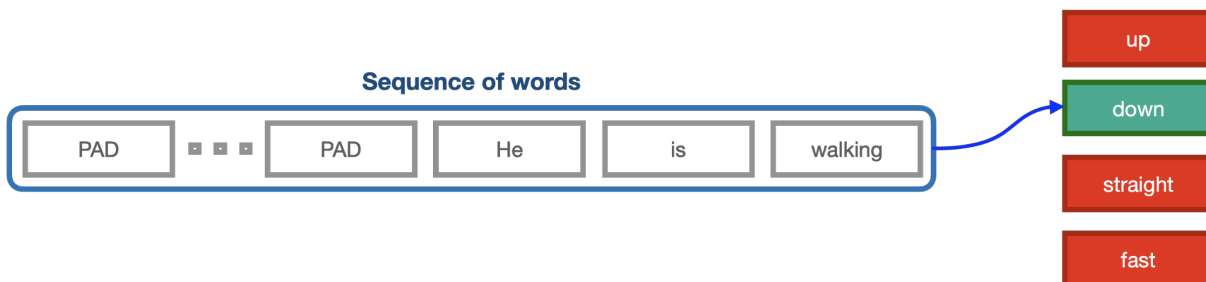 Sequence of words
PAD
PAD
He
is
walking
up
down
straight
fast